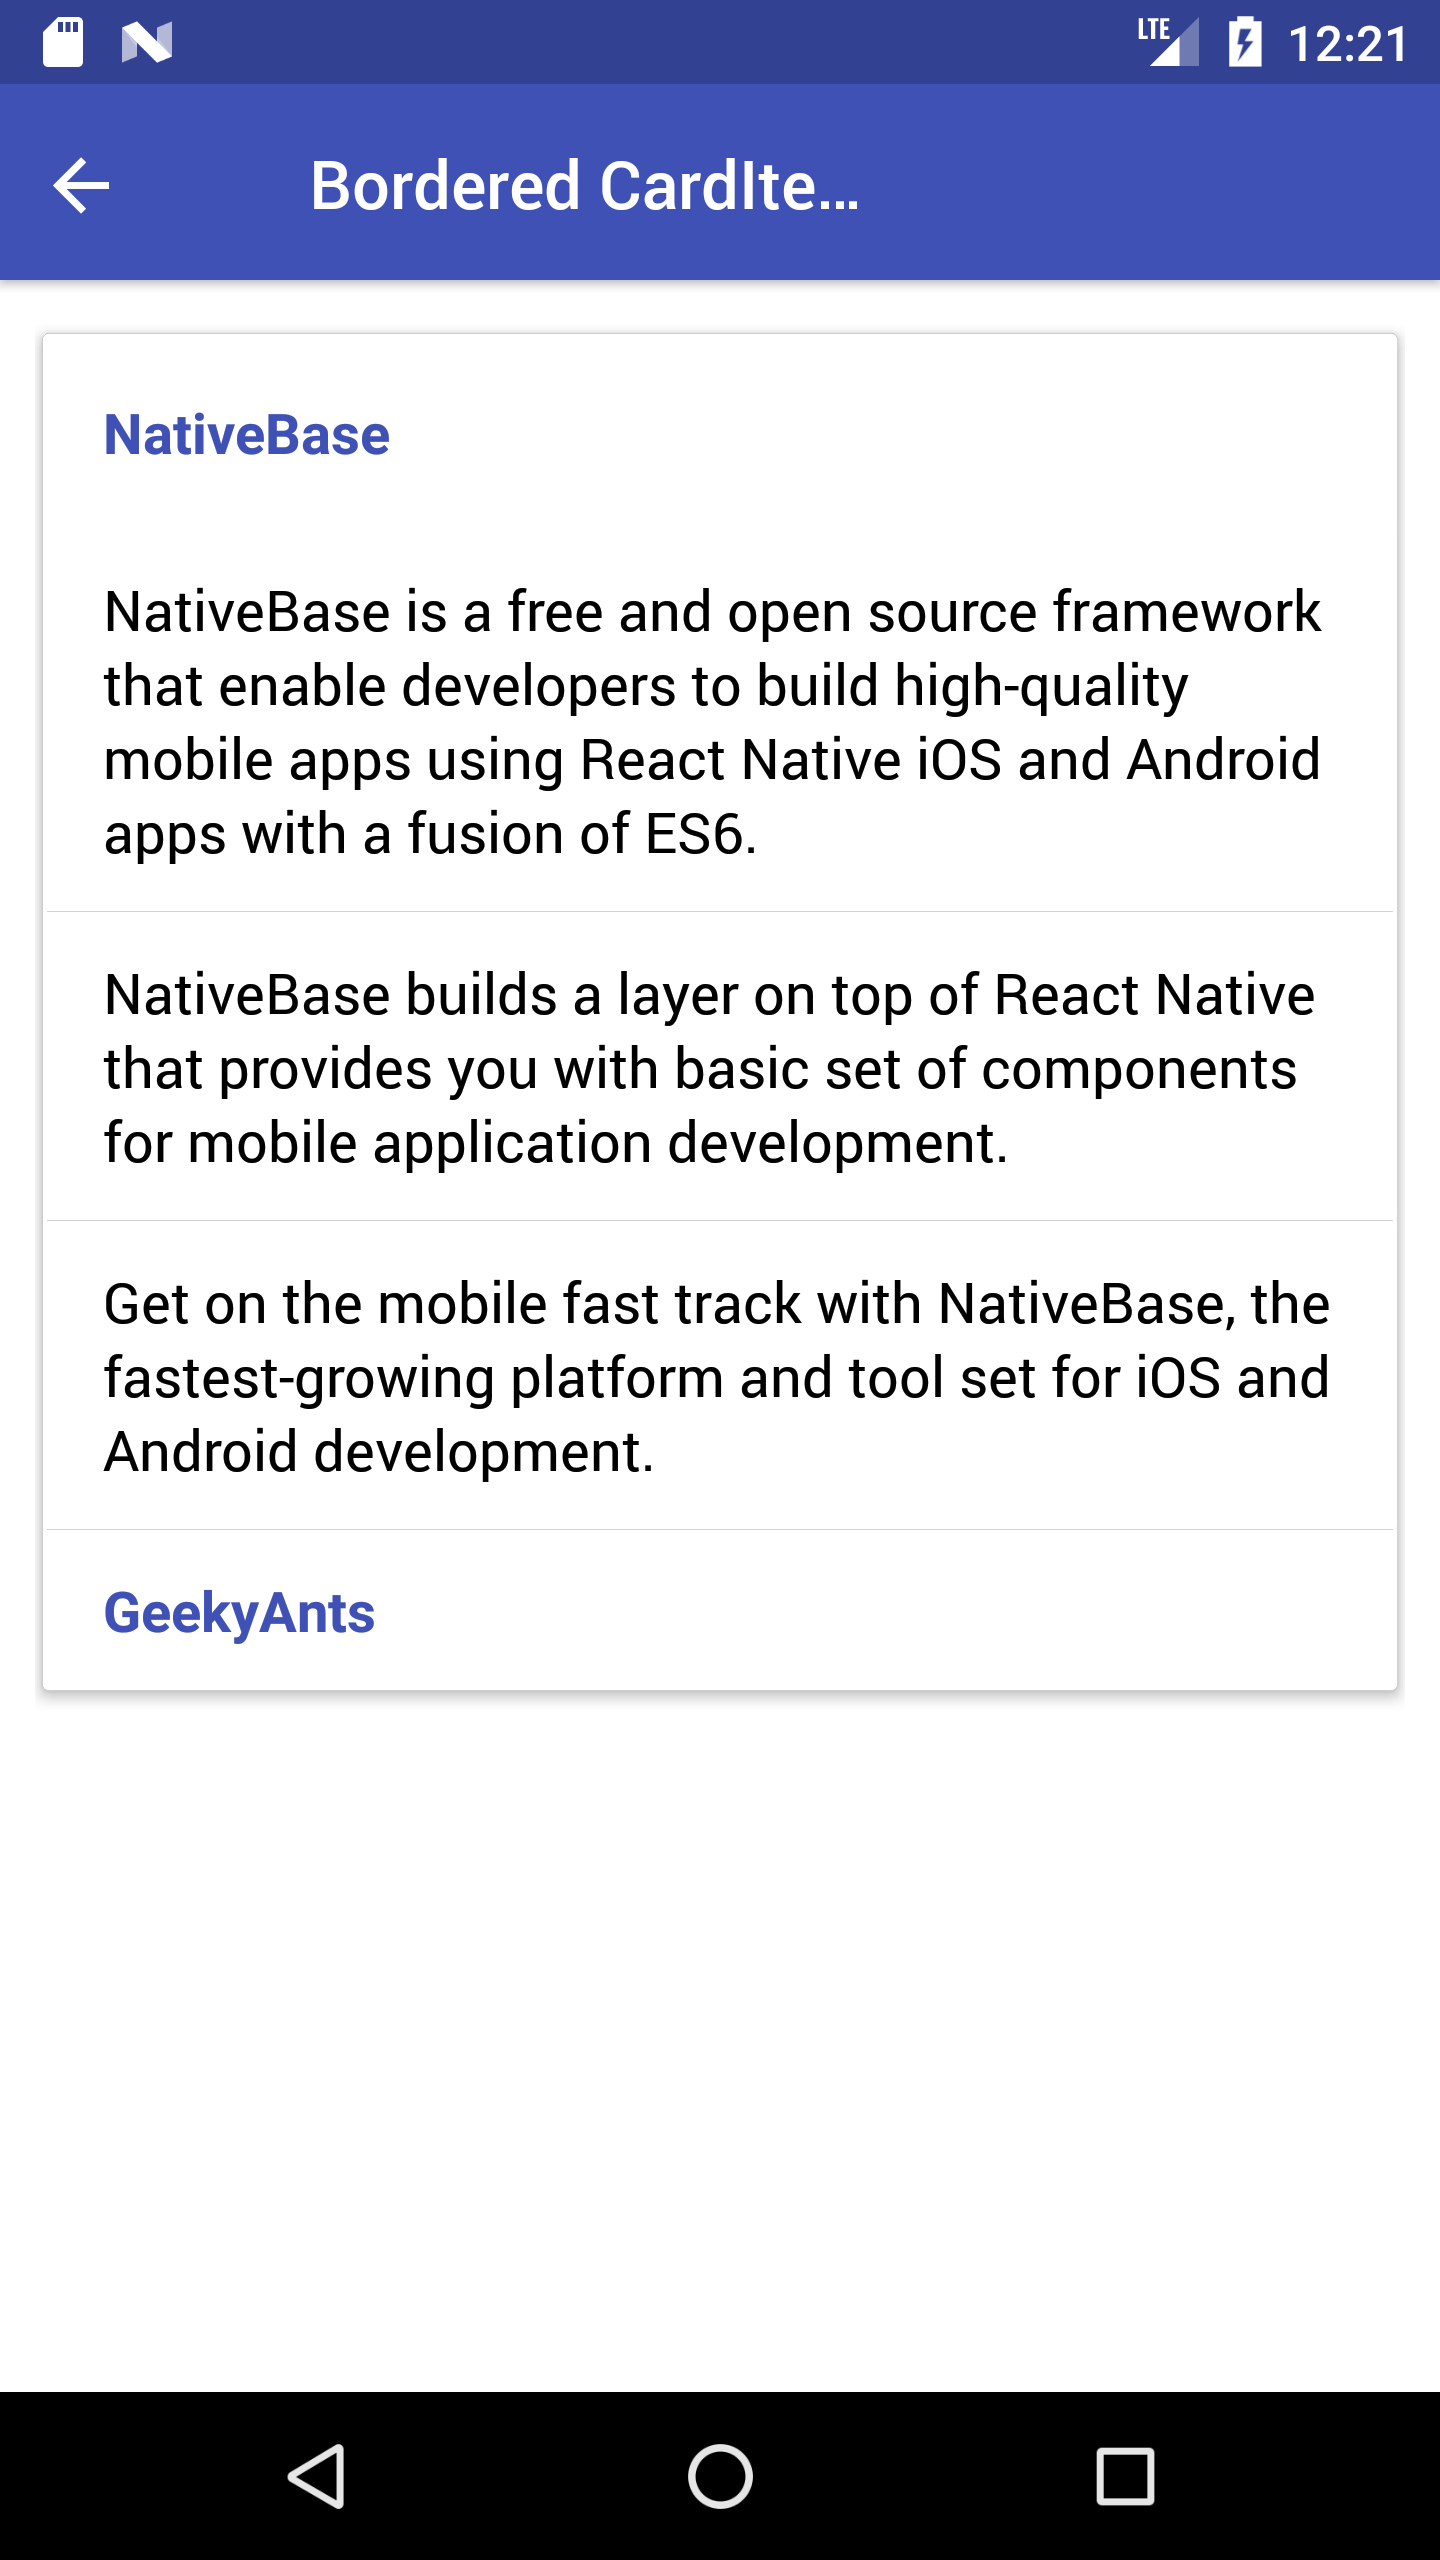 LTE 12:21
Bordered CardIte...
NativeBase
NativeBase is a free and open source framework
that enable developers to build high-quality
mobile apps using React Native iOS and Android
apps with a fusion of ES6.
NativeBase builds a layer on top of React Native
that provides you with basic set of components
for mobile application development.
Get on the mobile fast track with NativeBase, the
fastest-growing platform and tool set for iOS and
Android development.
GeekyAnts